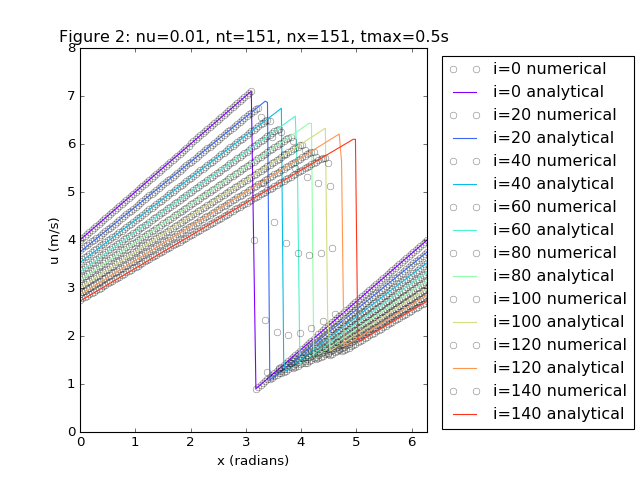 Figure 2: nu=0.01, nt=151, nx=151, tmax=0.5s
8
7
6
5
4
3
2
1
0
u (m/s)
0 1 2 3 4 5 6
x (radians)
i=0 numerical
i=0 analytical
i=20 numerical
i=20 analytical
i=40 numerical
i=40 analytical
i=60 numerical
i=60 analytical
i=80 numerical
i=80 analytical
i=100 numerical
i=100 analytical
i=120 numerical
i=120 analytical
i=140 numerical
i=140 analytical